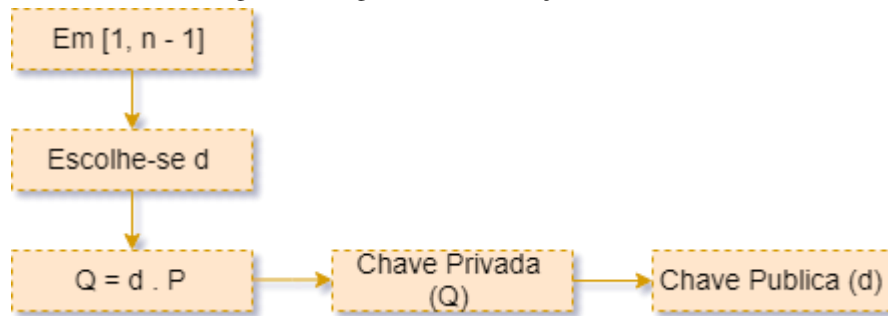 Em [1, n - 1]
Escolhe-se d
Q = d . P
Chave Privada
(Q)
Chave Publica (d)